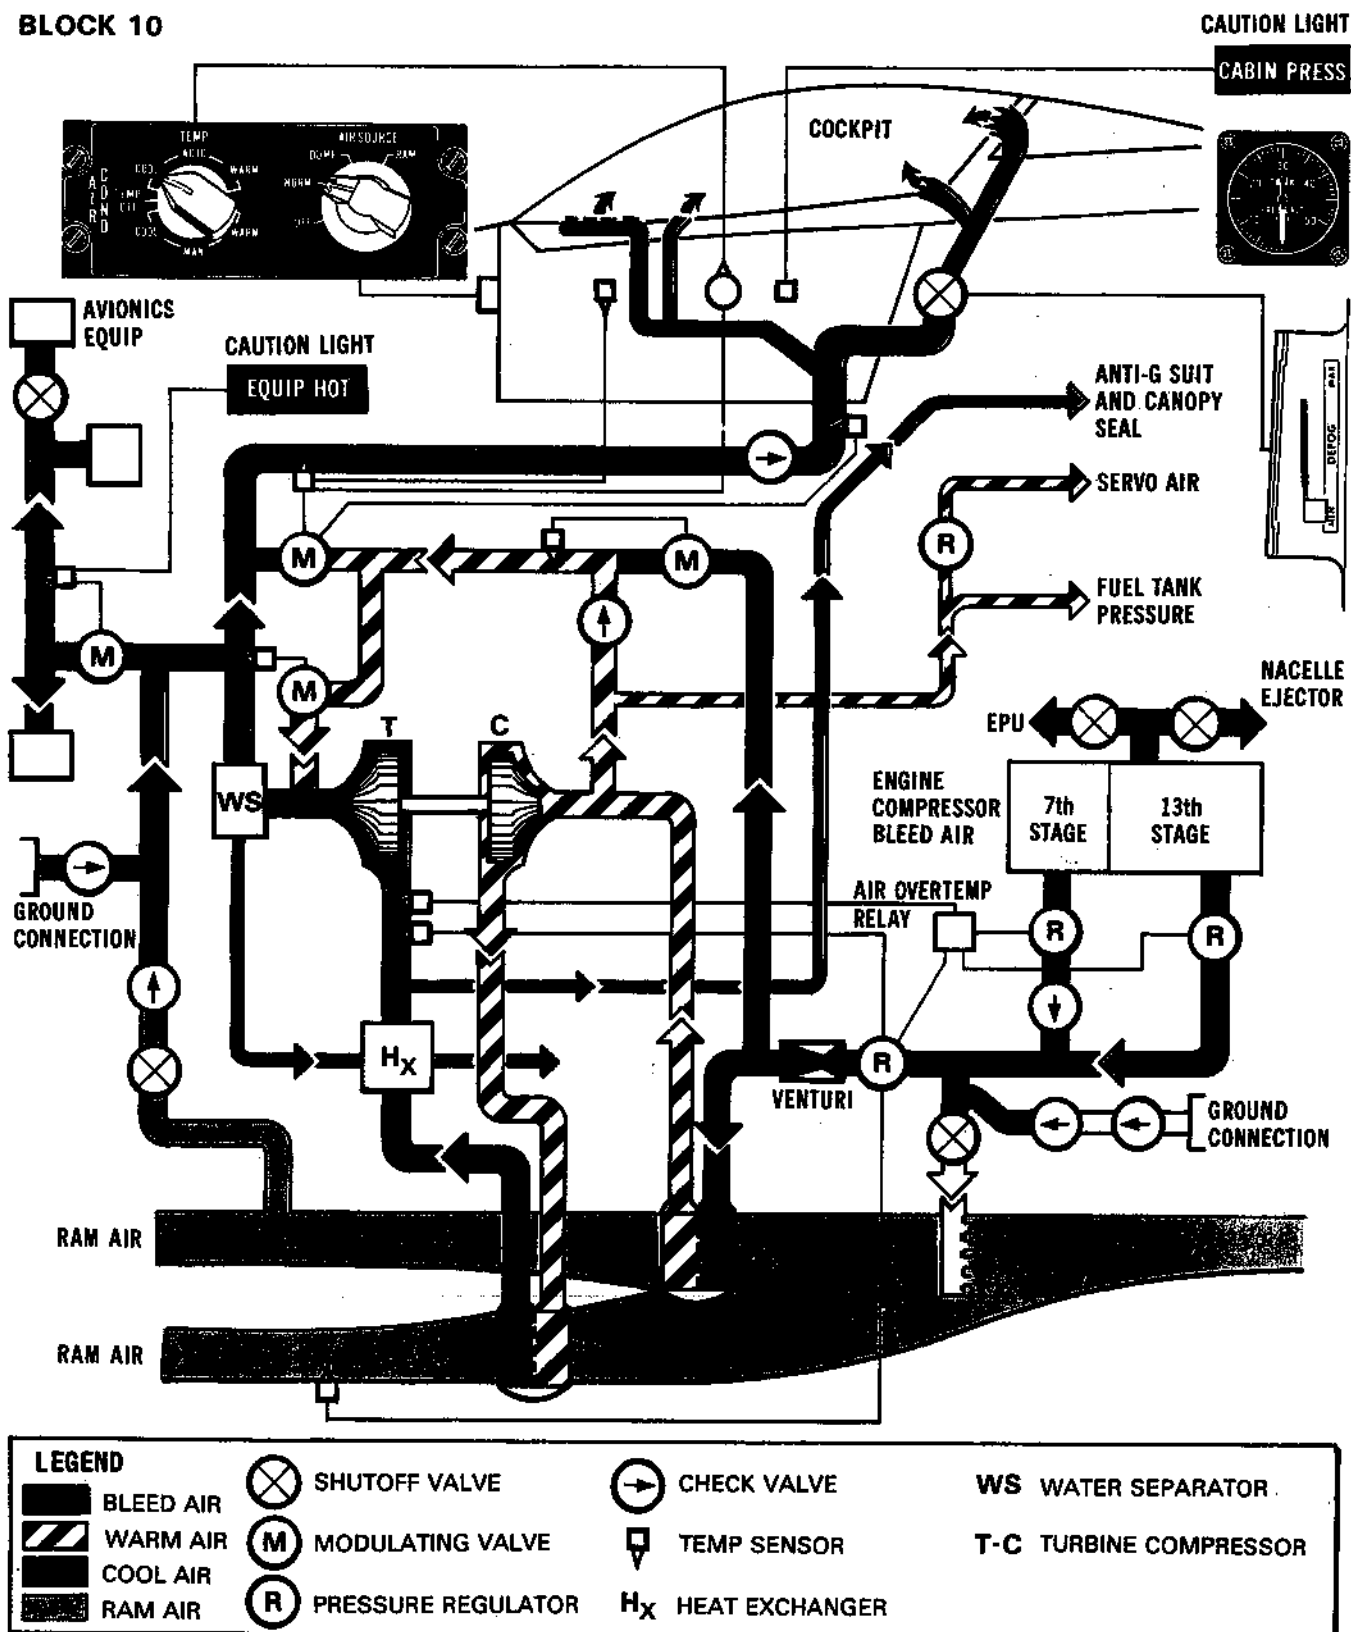 BLOCK 10
CAUTION LIGHT
CABIN PRESS
TEMP
AIR SOURCE
AUTO
WARM
RAM
NORM
OFF
COOL
WARM
MAN
COCKPIT
AVIONICS
EQUIP
CAUTION LIGHT
EQUIP HOT
ANTI-G SUIT
AND CANOPY
SEAL
DEFOG
MAX
SERVO AIR
M
M
R
FUEL TANK
PRESSURE
M
M
NACELLE
EJECTOR
T
C
EPU
WS
ENGINE
COMPRESSOR
BLEED AIR
7th
STAGE
13th
STAGE
GROUND
CONNECTION
AIR OVERTEMP
RELAY
R
R
HX
R
VENTURI
GROUND
CONNECTION
RAM AIR
RAM AIR
LEGEND
BLEED AIR
WARM AIR
COOL AIR
RAM AIR
SHUTOFF VALVE
M MODULATING VALVE
R PRESSURE REGULATOR
CHECK VALVE
TEMP SENSOR
HX HEAT EXCHANGER
WS WATER SEPARATOR
T-C TURBINE COMPRESSOR